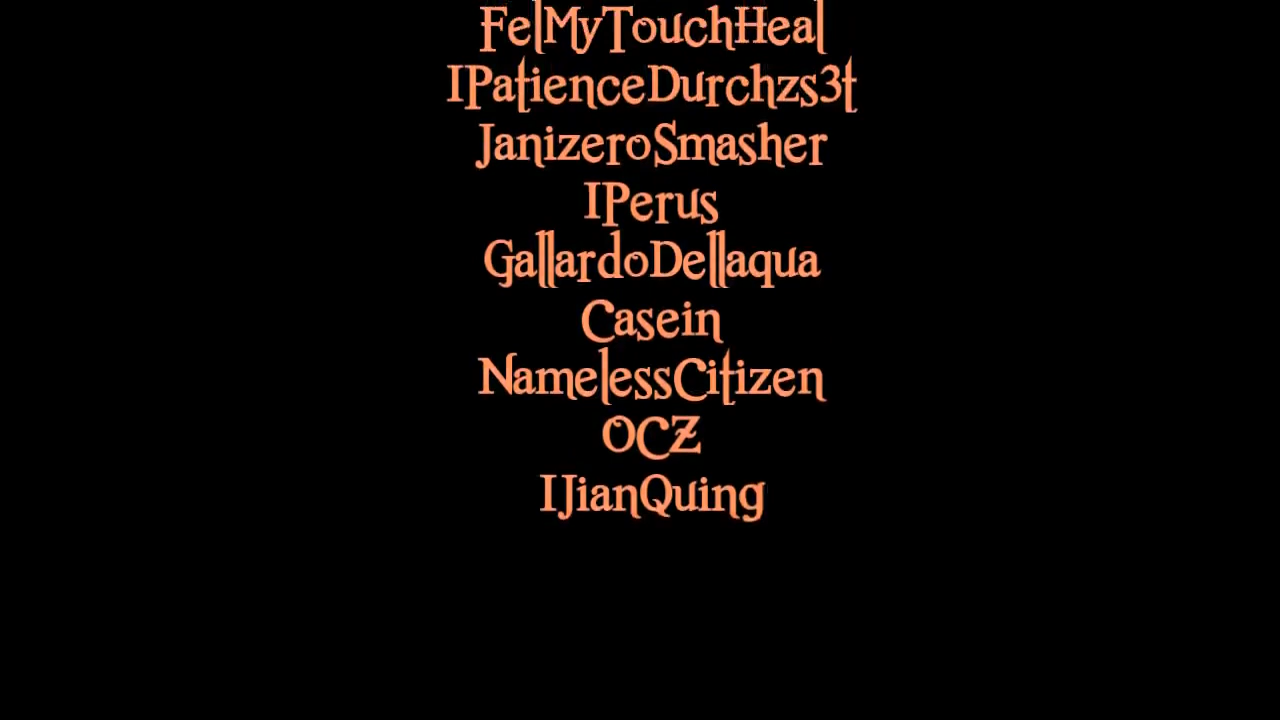 FelMyTouchHeal
IPatienceDurchzs3t
JanizeroSmasher
IPerus
GallardoDellaqua
Casein
NamelessCitizen
OCZ
IJianQuing